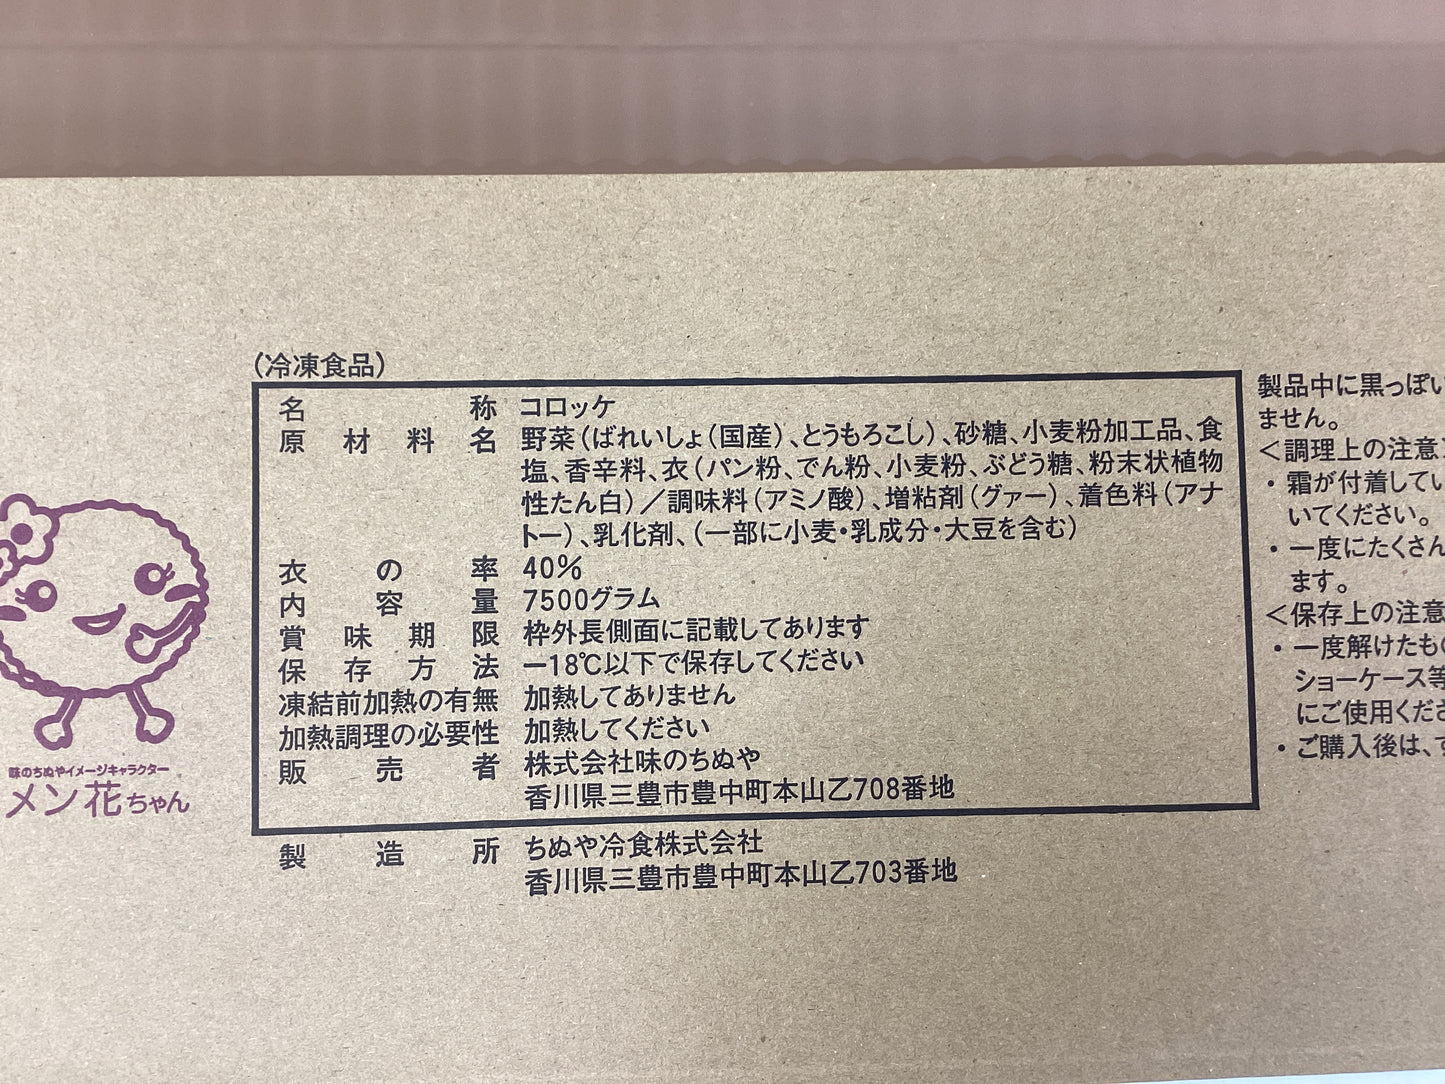 (冷凍食品)
名称 コロッケ
原材料名 野菜(ばれいしょ(国産)、とうもろこし)、砂糖、小麦粉加工品、食
塩、香辛料、衣(パン粉、でん粉、小麦粉、ぶどう糖、粉末状植物
性たん白)/調味料(アミノ酸)、増粘剤(グァー)、着色料(アナ
トー)、乳化剤、(一部に小麦・乳成分・大豆を含む)
衣の率 40%
内容量 7500グラム
賞味期限 枠外長側面に記載してあります
保存方法 −18℃以下で保存してください
凍結前加熱の有無 加熱してありません
加熱調理の必要性 加熱してください
販売者 株式会社味のちぬや
香川県三豊市豊中町本山乙708番地
製造所 ちぬや冷食株式会社
香川県三豊市豊中町本山乙703番地
製品中に黒っぽい
ません。
<調理上の注意
・霜が付着してい
いてください。
・一度にたくさん
ます。
<保存上の注意
・一度解けたもの
ショーケース等
にご使用くださ
・ご購入後は、す
味のちぬやイメージキャラクター
メン花ちゃん